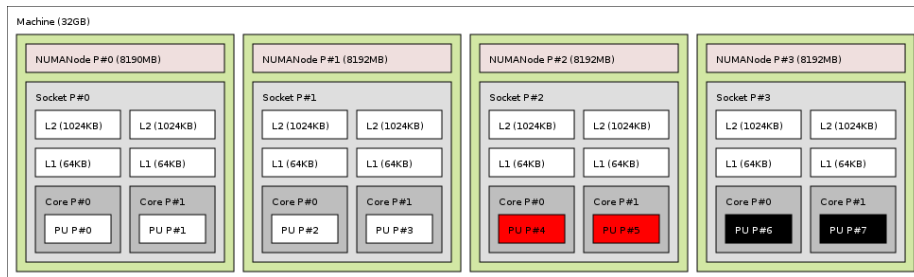 Machine (32GB)
NUMANode P#0 (8190MB)
Socket P#0
L2 (1024KB) L2 (1024KB)
L1 (64KB) L1 (64KB)
Core P#0 Core P#1
PU P#0 PU P#1
NUMANode P#1 (8192MB)
Socket P#1
L2 (1024KB) L2 (1024KB)
L1 (64KB) L1 (64KB)
Core P#0 Core P#1
PU P#2 PU P#3
NUMANode P#2 (8192MB)
Socket P#2
L2 (1024KB) L2 (1024KB)
L1 (64KB) L1 (64KB)
Core P#0 Core P#1
PU P#4 PU P#5
NUMANode P#3 (8192MB)
Socket P#3
L2 (1024KB) L2 (1024KB)
L1 (64KB) L1 (64KB)
Core P#0 Core P#1
PU P#6 PU P#7